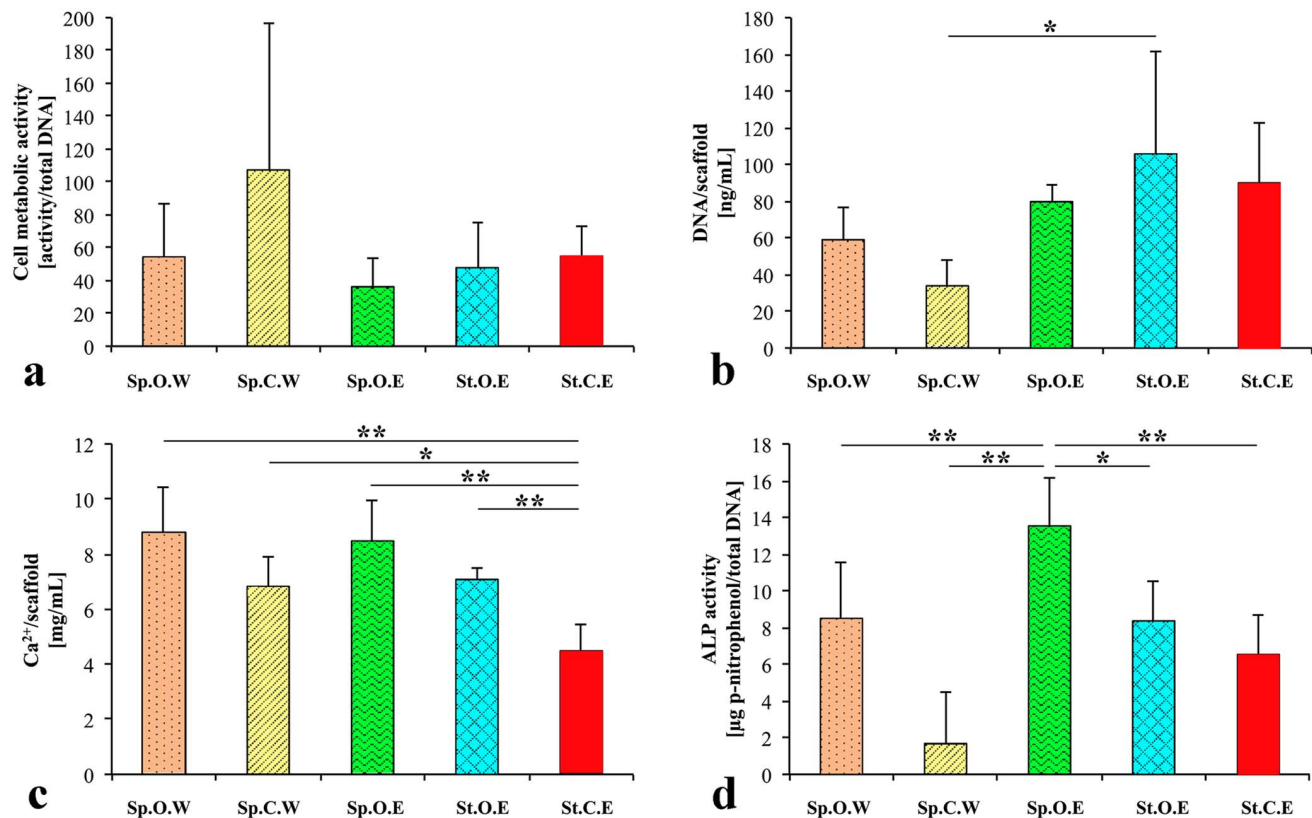 Cell metabolic activity
[activity/total DNA]
200
180
160
140
120
100
80
60
40
20
0
Sp.O.W Sp.C.W Sp.O.E St.O.E St.C.E
a
DNA/scaffold
[ng/mL]
180
160
140
120
100
80
60
40
20
0
*
Sp.O.W Sp.C.W Sp.O.E St.O.E St.C.E
b
Ca²⁺/scaffold
[mg/mL]
12
10
8
6
4
2
0
**
*
**
**
Sp.O.W Sp.C.W Sp.O.E St.O.E St.C.E
c
ALP activity
[µg p-nitrophenol/total DNA]
18
16
14
12
10
8
6
4
2
0
** **
** *
Sp.O.W Sp.C.W Sp.O.E St.O.E St.C.E
d